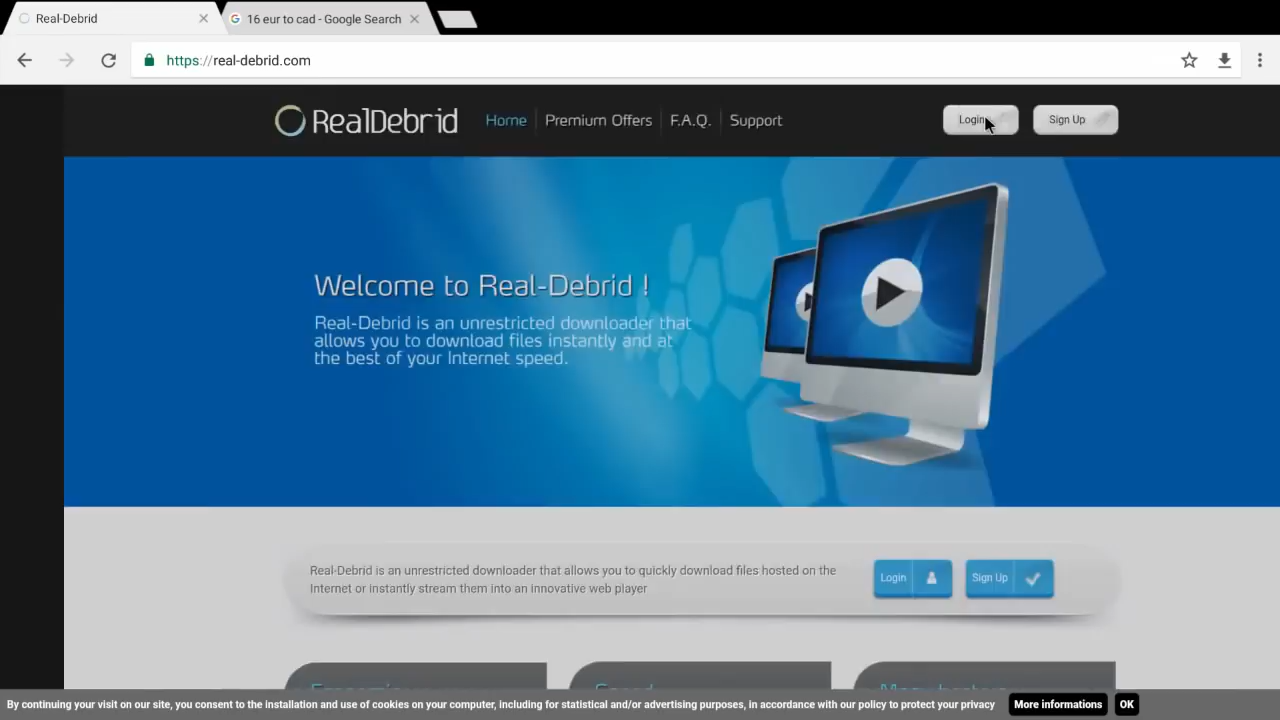 Real-Debrid
16 eur to cad - Google Search
https://real-debrid.com
RealDebrid
Home
Premium Offers
F.A.Q.
Support
Login
Sign Up
Welcome to Real-Debrid !
Real-Debrid is an unrestricted downloader that
allows you to download files instantly and at
the best of your Internet speed.
Real-Debrid is an unrestricted downloader that allows you to quickly download files hosted on the
Internet or instantly stream them into an innovative web player
Login
Sign Up
By continuing your visit on our site, you consent to the installation and use of cookies on your computer, including for statistical and/or advertising purposes, in accordance with our policy to protect your privacy
More informations
OK